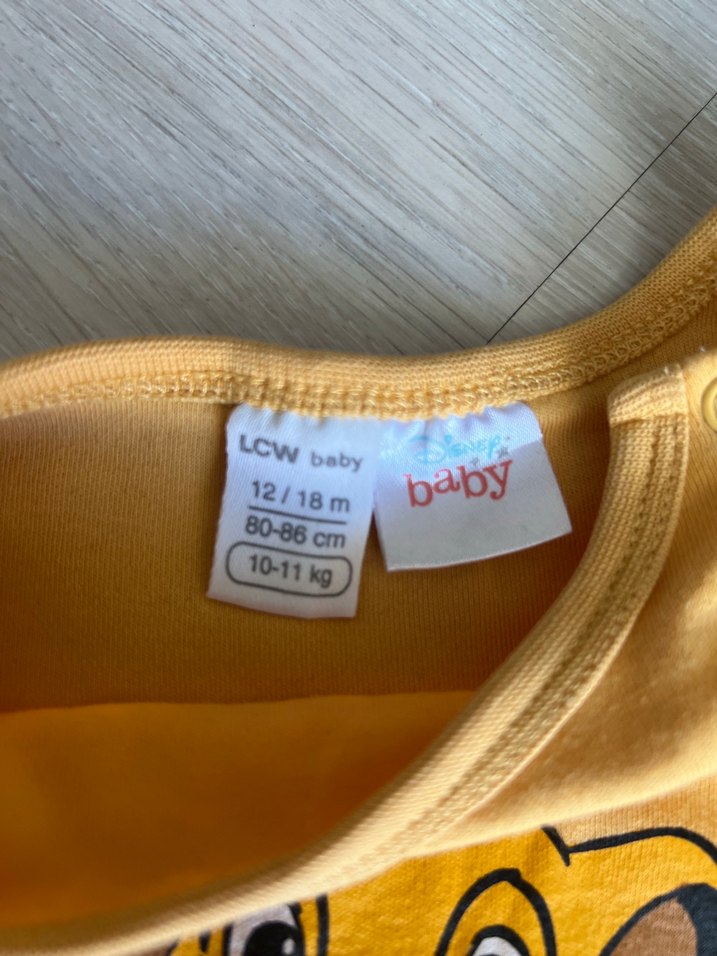 LCW baby
12 / 18 m
80-86 cm
10-11 kg
Disney
baby